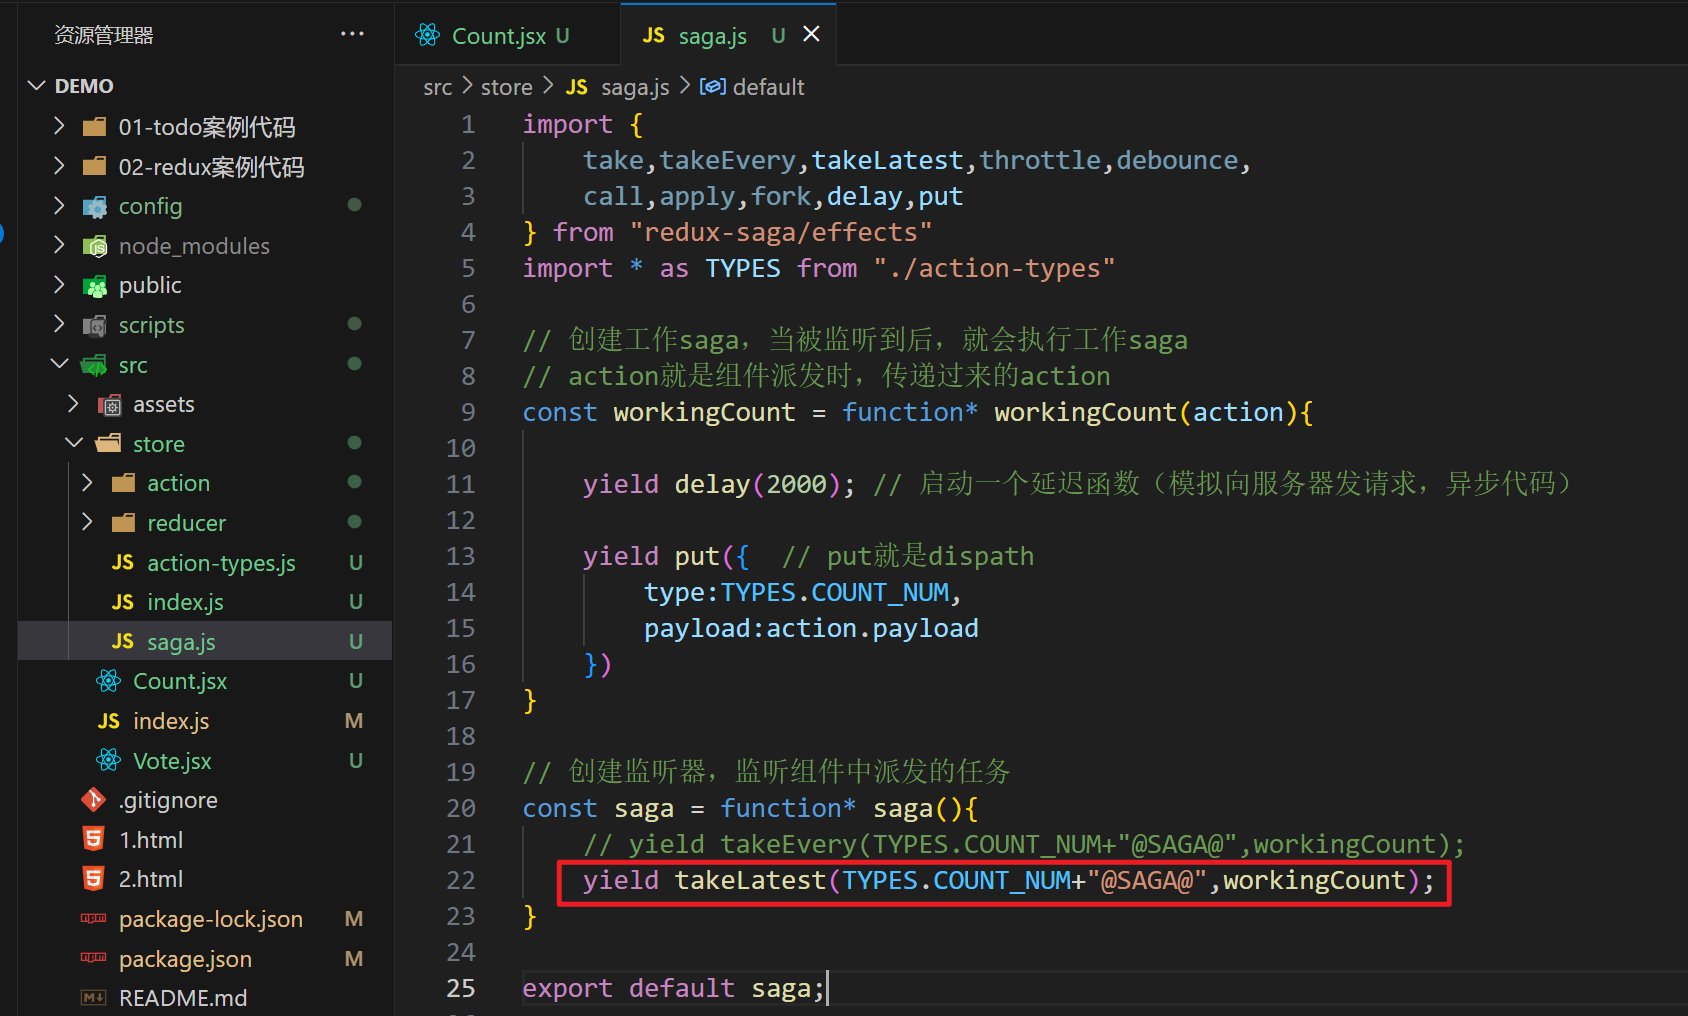 资源管理器
Count.jsx U
JS saga.js U
DEMO
src > store > JS saga.js > default
01-todo案例代码
02-redux案例代码
config
node_modules
public
scripts
src
assets
store
action
reducer
JS action-types.js U
JS index.js U
JS saga.js U
Count.jsx U
JS index.js M
Vote.jsx U
.gitignore
1.html
2.html
package-lock.json M
package.json M
README.md
1 import {
2 take,takeEvery,takeLatest,throttle,debounce,
3 call,apply,fork,delay,put
4 } from "redux-saga/effects"
5 import * as TYPES from "./action-types"
6
7 // 创建工作saga，当被监听到后，就会执行工作saga
8 // action就是组件派发时，传递过来的action
9 const workingCount = function* workingCount(action){
10
11 yield delay(2000); // 启动一个延迟函数（模拟向服务器发请求，异步代码）
12
13 yield put({ // put就是dispath
14 type:TYPES.COUNT_NUM,
15 payload:action.payload
16 })
17 }
18
19 // 创建监听器，监听组件中派发的任务
20 const saga = function* saga(){
21 // yield takeEvery(TYPES.COUNT_NUM+"@SAGA@",workingCount);
22 yield takeLatest(TYPES.COUNT_NUM+"@SAGA@",workingCount);
23 }
24
25 export default saga;